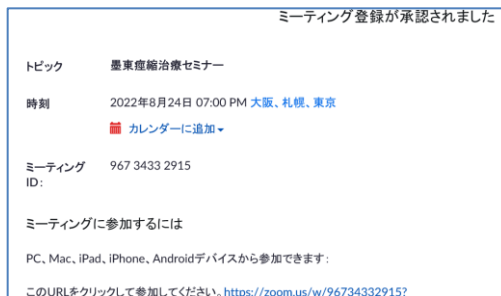 ミーティング登録が承認されました
トピック 墨東痙縮治療セミナー
時刻 2022年8月24日 07:00 PM 大阪、札幌、東京
カレンダーに追加
ミーティング 967 3433 2915
ID:
ミーティングに参加するには
PC、Mac、iPad、iPhone、Androidデバイスから参加できます:
このURLをクリックして参加してください。https://zoom.us/w/96734332915?